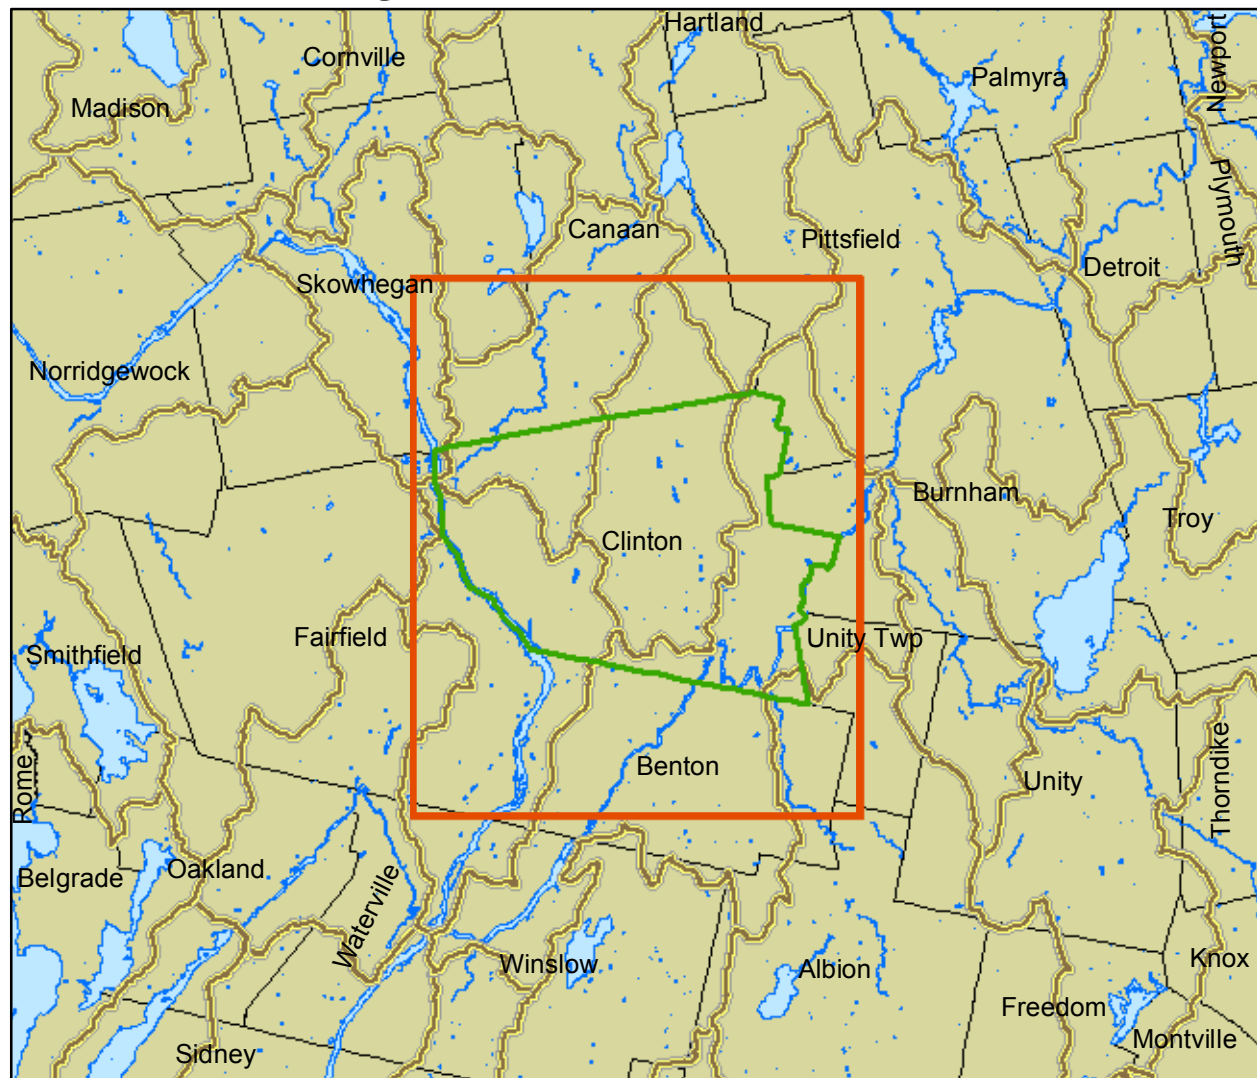 Hartland
Cornville
Newport
Palmyra
Madison
Plymouth
Canaan
Pittsfield
Detroit
Skowhegan
Norridgewock
Burnham
Troy
Clinton
Fairfield
Unity Twp
Smithfield
Benton
Unity
Thorndike
Rome
Oakland
Belgrade
Waterville
Winslow
Albion
Knox
Freedom
Montville
Sidney